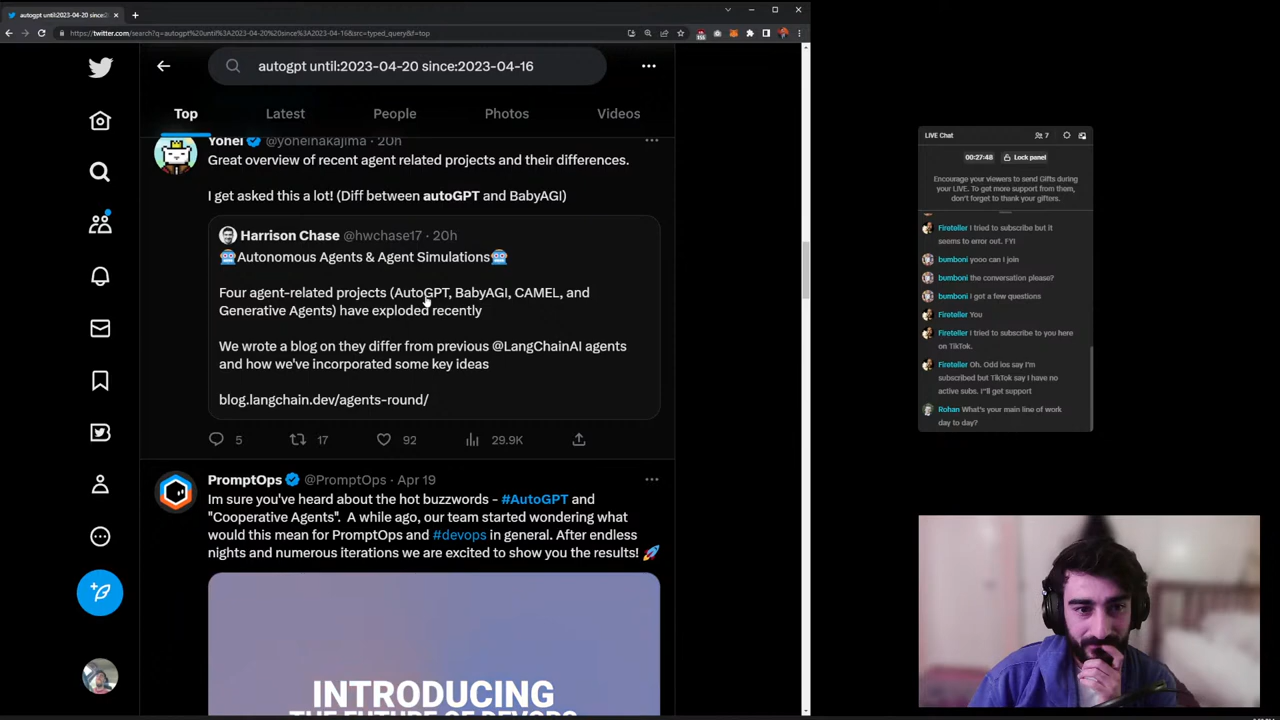 autogpt until:2023-04-20 since:2
https://twitter.com/search?q=autogpt%20until%3A2023-04-20%20since%3A2023-04-16&src=typed_query&f=top
autogpt until:2023-04-20 since:2023-04-16
Top
Latest
People
Photos
Videos
Yohei @yoheinakajima · 20h
Great overview of recent agent related projects and their differences.
I get asked this a lot! (Diff between autoGPT and BabyAGI)
Harrison Chase @hwchase17 · 20h
🤖Autonomous Agents & Agent Simulations🤖
Four agent-related projects (AutoGPT, BabyAGI, CAMEL, and
Generative Agents) have exploded recently
We wrote a blog on they differ from previous @LangChainAI agents
and how we've incorporated some key ideas
blog.langchain.dev/agents-round/
5
17
92
29.9K
PromptOps @PromptOps · Apr 19
Im sure you've heard about the hot buzzwords - #AutoGPT and
"Cooperative Agents".  A while ago, our team started wondering what
would this mean for PromptOps and #devops in general. After endless
nights and numerous iterations we are excited to show you the results! 🚀
INTRODUCING
THE FUTURE OF DEVOPS
LIVE Chat
7
00:27:48
Lock panel
Encourage your viewers to send Gifts during
your LIVE. To get more support from them,
don't forget to thank your gifters.
Fireteller I tried to subscribe but it
seems to error out. FYI
bumboni yooo can I join
bumboni the conversation please?
bumboni I got a few questions
Fireteller You
Fireteller I tried to subscribe to you here
on TikTok.
Fireteller Oh. Odd ios say I'm
subscribed but TikTok say I have no
active subs. I"ll get support
Rohan What's your main line of work
day to day?